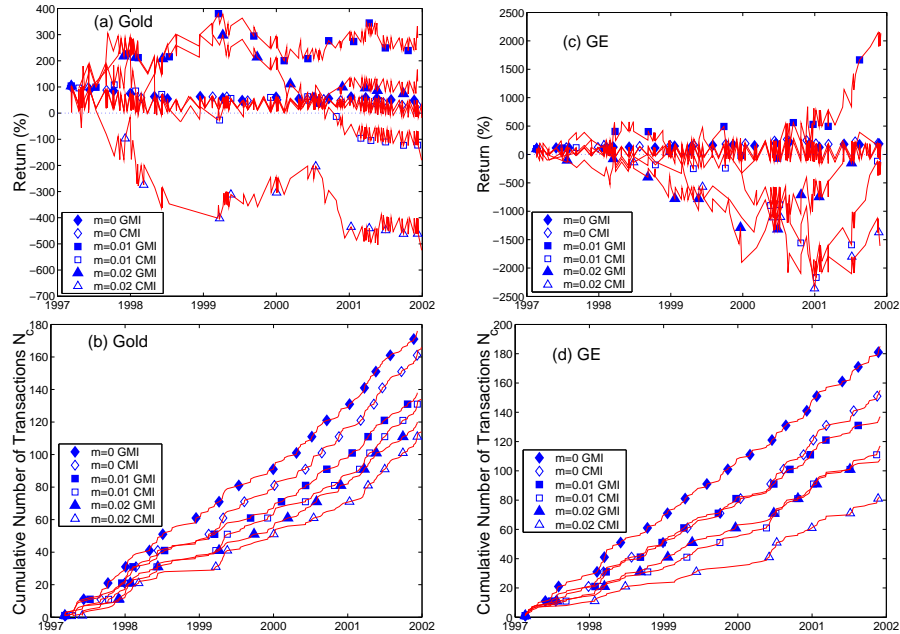 (a) Gold
Return (%)
400
300
200
100
0
−100
−200
−300
−400
−500
−600
−700
m=0 GMI
m=0 CMI
m=0.01 GMI
m=0.01 CMI
m=0.02 GMI
m=0.02 CMI
1997
1998
1999
2000
2001
2002
(c) GE
Return (%)
2500
2000
1500
1000
500
0
−500
−1000
−1500
−2000
−2500
m=0 GMI
m=0 CMI
m=0.01 GMI
m=0.01 CMI
m=0.02 GMI
m=0.02 CMI
1997
1998
1999
2000
2001
2002
(b) Gold
Cumulative Number of Transactions N_c
180
160
140
120
100
80
60
40
20
0
m=0 GMI
m=0 CMI
m=0.01 GMI
m=0.01 CMI
m=0.02 GMI
m=0.02 CMI
1997
1998
1999
2000
2001
2002
(d) GE
Cumulative Number of Transactions N_c
200
180
160
140
120
100
80
60
40
20
0
m=0 GMI
m=0 CMI
m=0.01 GMI
m=0.01 CMI
m=0.02 GMI
m=0.02 CMI
1997
1998
1999
2000
2001
2002